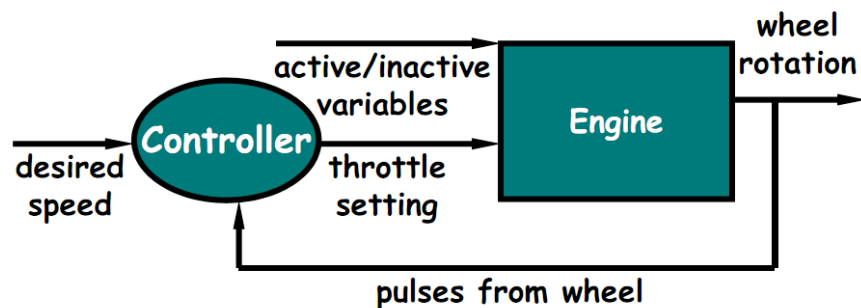 wheel
rotation
active/inactive
variables
Engine
Controller
desired
speed
throttle
setting
pulses from wheel